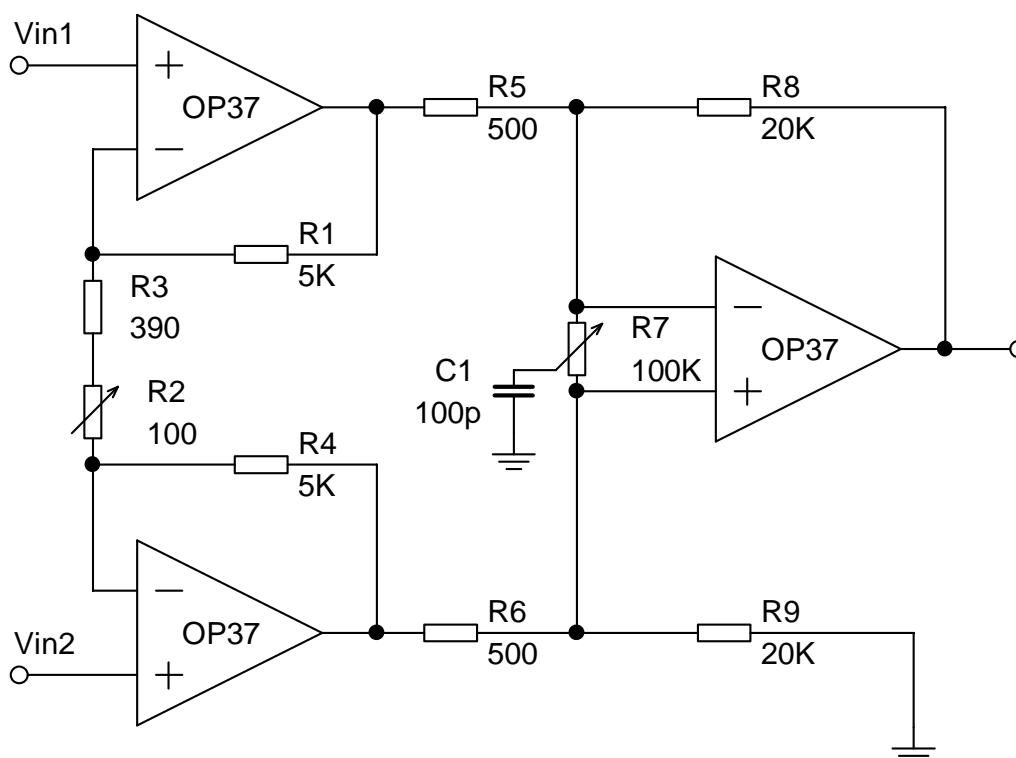 Vin1
+
OP37
−
R5
500
R8
20K
R1
5K
R3
390
R2
100
R4
5K
C1
100p
R7
100K
−
OP37
+
−
OP37
+
Vin2
R6
500
R9
20K